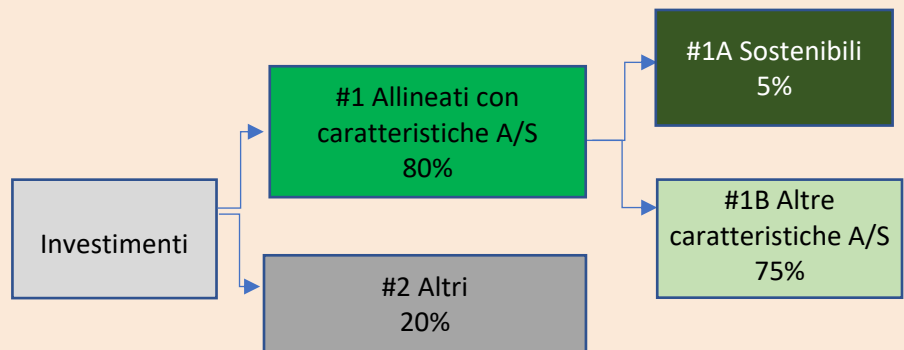 Investimenti
#1 Allineati con
caratteristiche A/S
80%
#2 Altri
20%
#1A Sostenibili
5%
#1B Altre
caratteristiche A/S
75%